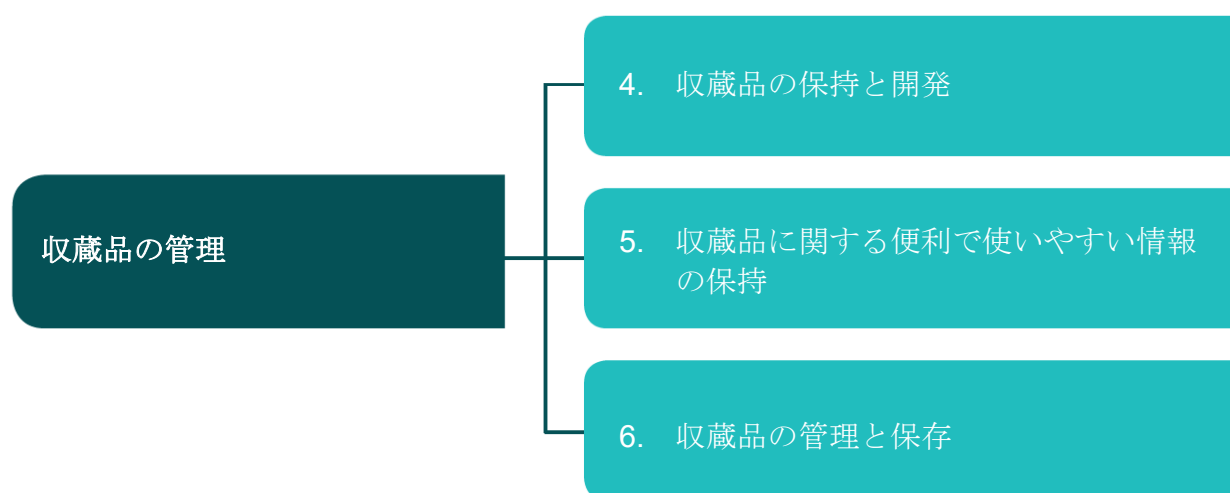 収蔵品の管理
4. 収蔵品の保持と開発
5. 収蔵品に関する便利で使いやすい情報
の保持
6. 収蔵品の管理と保存